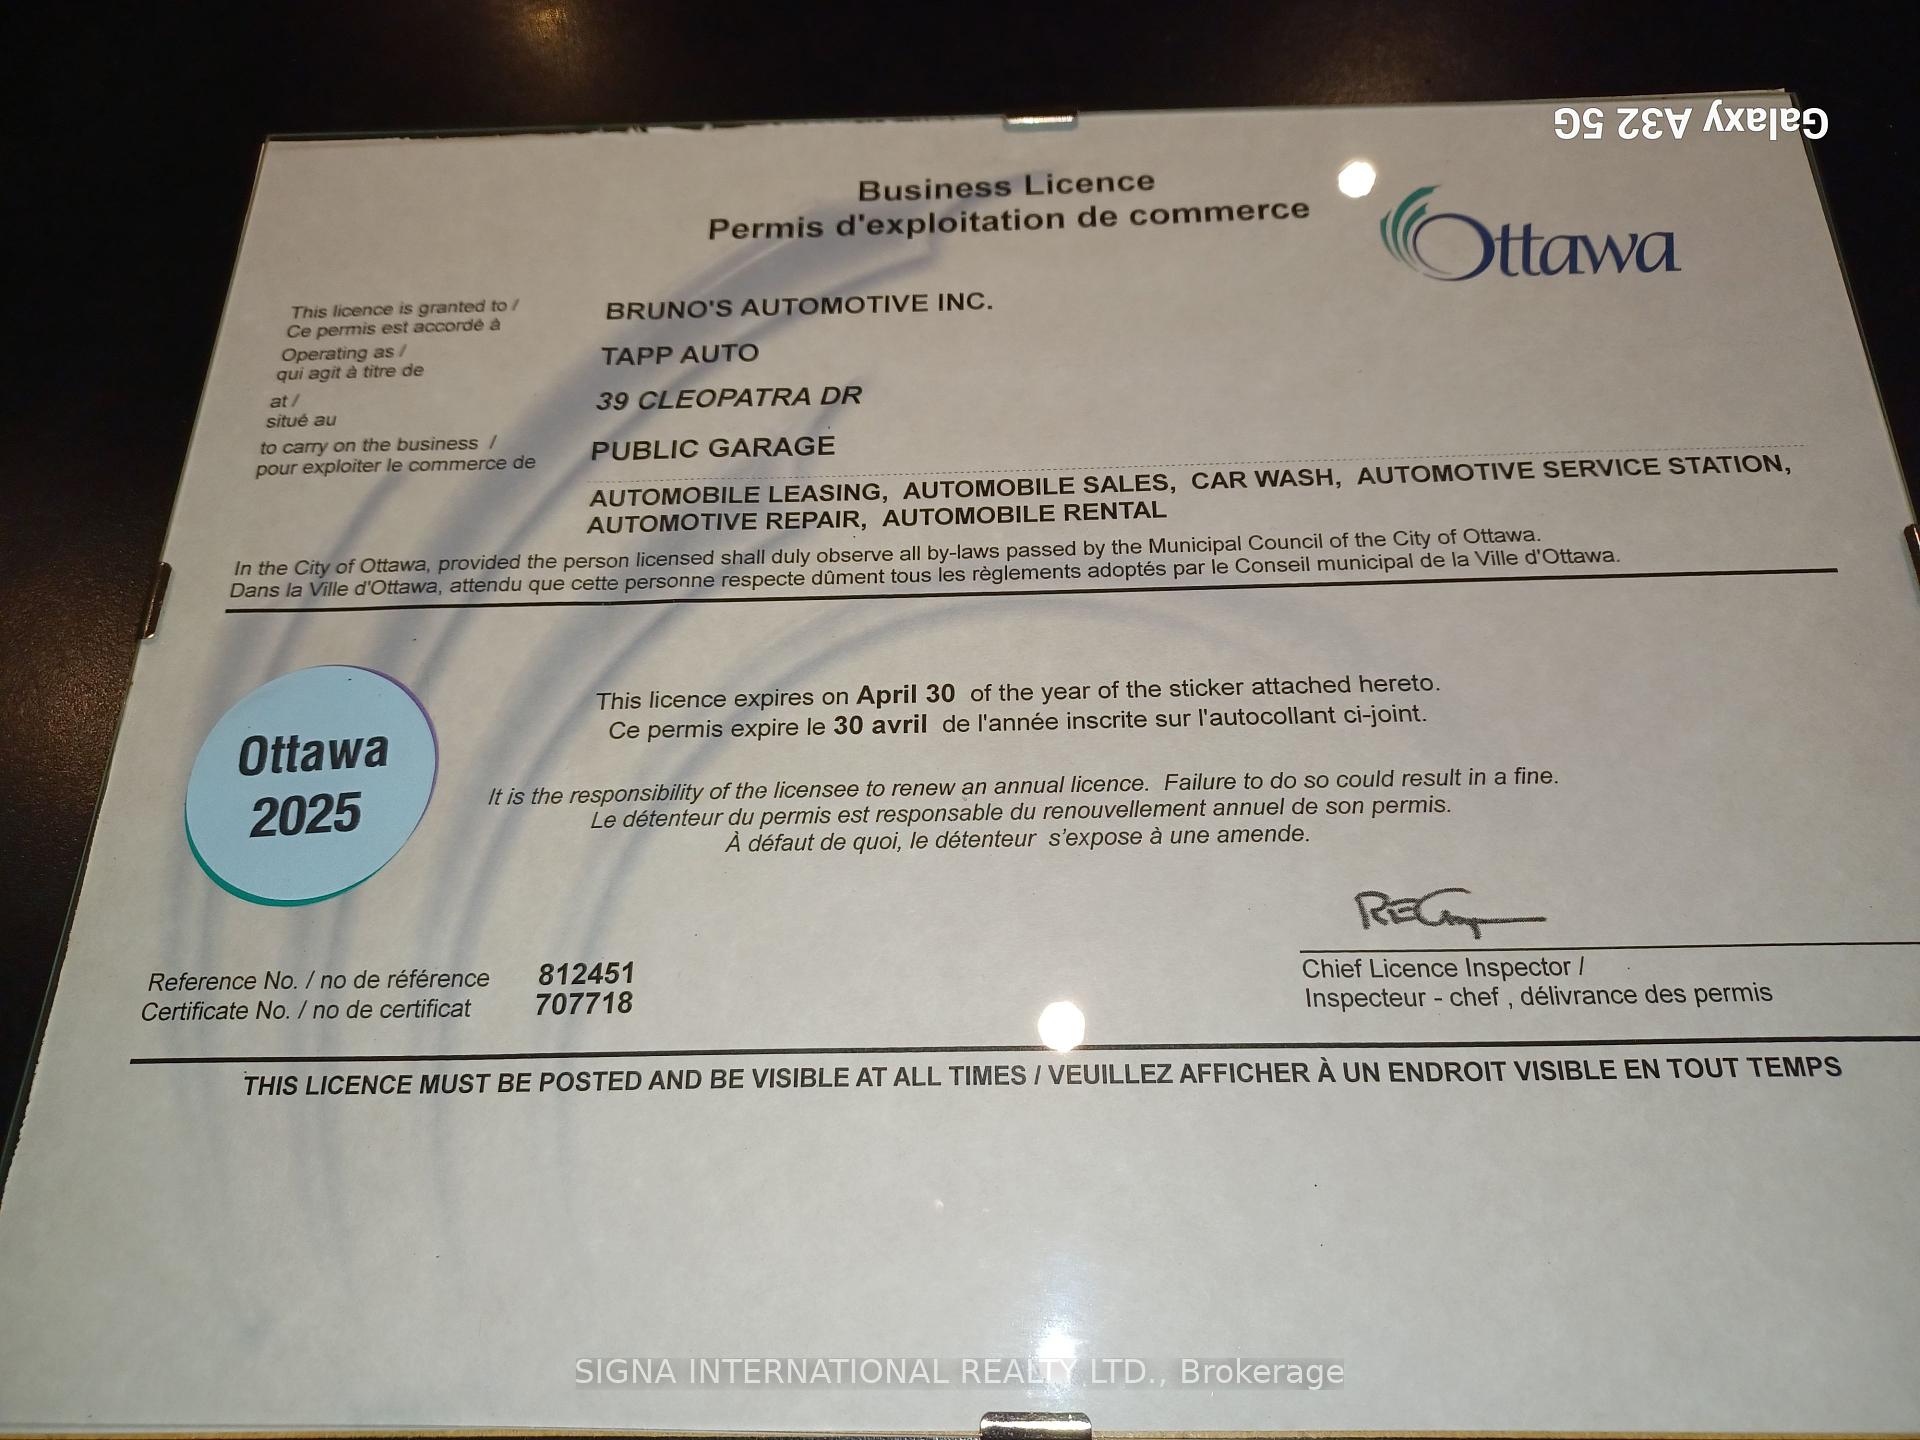 Galaxy A32 5G
Business Licence
Permis d'exploitation de commerce
Ottawa
This licence is granted to /
Ce permis est accordé à
BRUNO'S AUTOMOTIVE INC.
Operating as /
qui agit à titre de
TAPP AUTO
at /
situé au
39 CLEOPATRA DR
to carry on the business /
pour exploiter le commerce de
PUBLIC GARAGE
AUTOMOBILE LEASING, AUTOMOBILE SALES, CAR WASH, AUTOMOTIVE SERVICE STATION,
AUTOMOTIVE REPAIR, AUTOMOBILE RENTAL
In the City of Ottawa, provided the person licensed shall duly observe all by-laws passed by the Municipal Council of the City of Ottawa.
Dans la Ville d'Ottawa, attendu que cette personne respecte dûment tous les règlements adoptés par le Conseil municipal de la Ville d'Ottawa.
This licence expires on April 30 of the year of the sticker attached hereto.
Ce permis expire le 30 avril de l'année inscrite sur l'autocollant ci-joint.
Ottawa
2025
It is the responsibility of the licensee to renew an annual licence. Failure to do so could result in a fine.
Le détenteur du permis est responsable du renouvellement annuel de son permis.
À défaut de quoi, le détenteur s'expose à une amende.
Reference No. / no de référence 812451
Certificate No. / no de certificat 707718
Chief Licence Inspector /
Inspecteur - chef , délivrance des permis
THIS LICENCE MUST BE POSTED AND BE VISIBLE AT ALL TIMES / VEUILLEZ AFFICHER À UN ENDROIT VISIBLE EN TOUT TEMPS
SIGNA INTERNATIONAL REALTY LTD., Brokerage